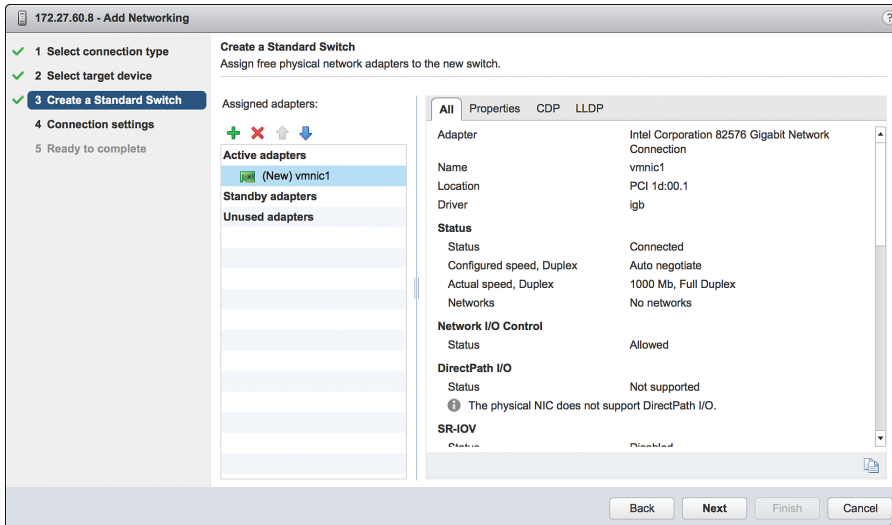 172.27.60.8 - Add Networking
?
1 Select connection type
2 Select target device
3 Create a Standard Switch
4 Connection settings
5 Ready to complete
Create a Standard Switch
Assign free physical network adapters to the new switch.
Assigned adapters:
Active adapters
(New) vmnic1
Standby adapters
Unused adapters
All Properties CDP LLDP
Adapter Intel Corporation 82576 Gigabit Network
Connection
Name vmnic1
Location PCI 1d:00.1
Driver igb
Status
Status Connected
Configured speed, Duplex Auto negotiate
Actual speed, Duplex 1000 Mb, Full Duplex
Networks No networks
Network I/O Control
Status Allowed
DirectPath I/O
Status Not supported
The physical NIC does not support DirectPath I/O.
SR-IOV
Status Disabled
Back Next Finish Cancel